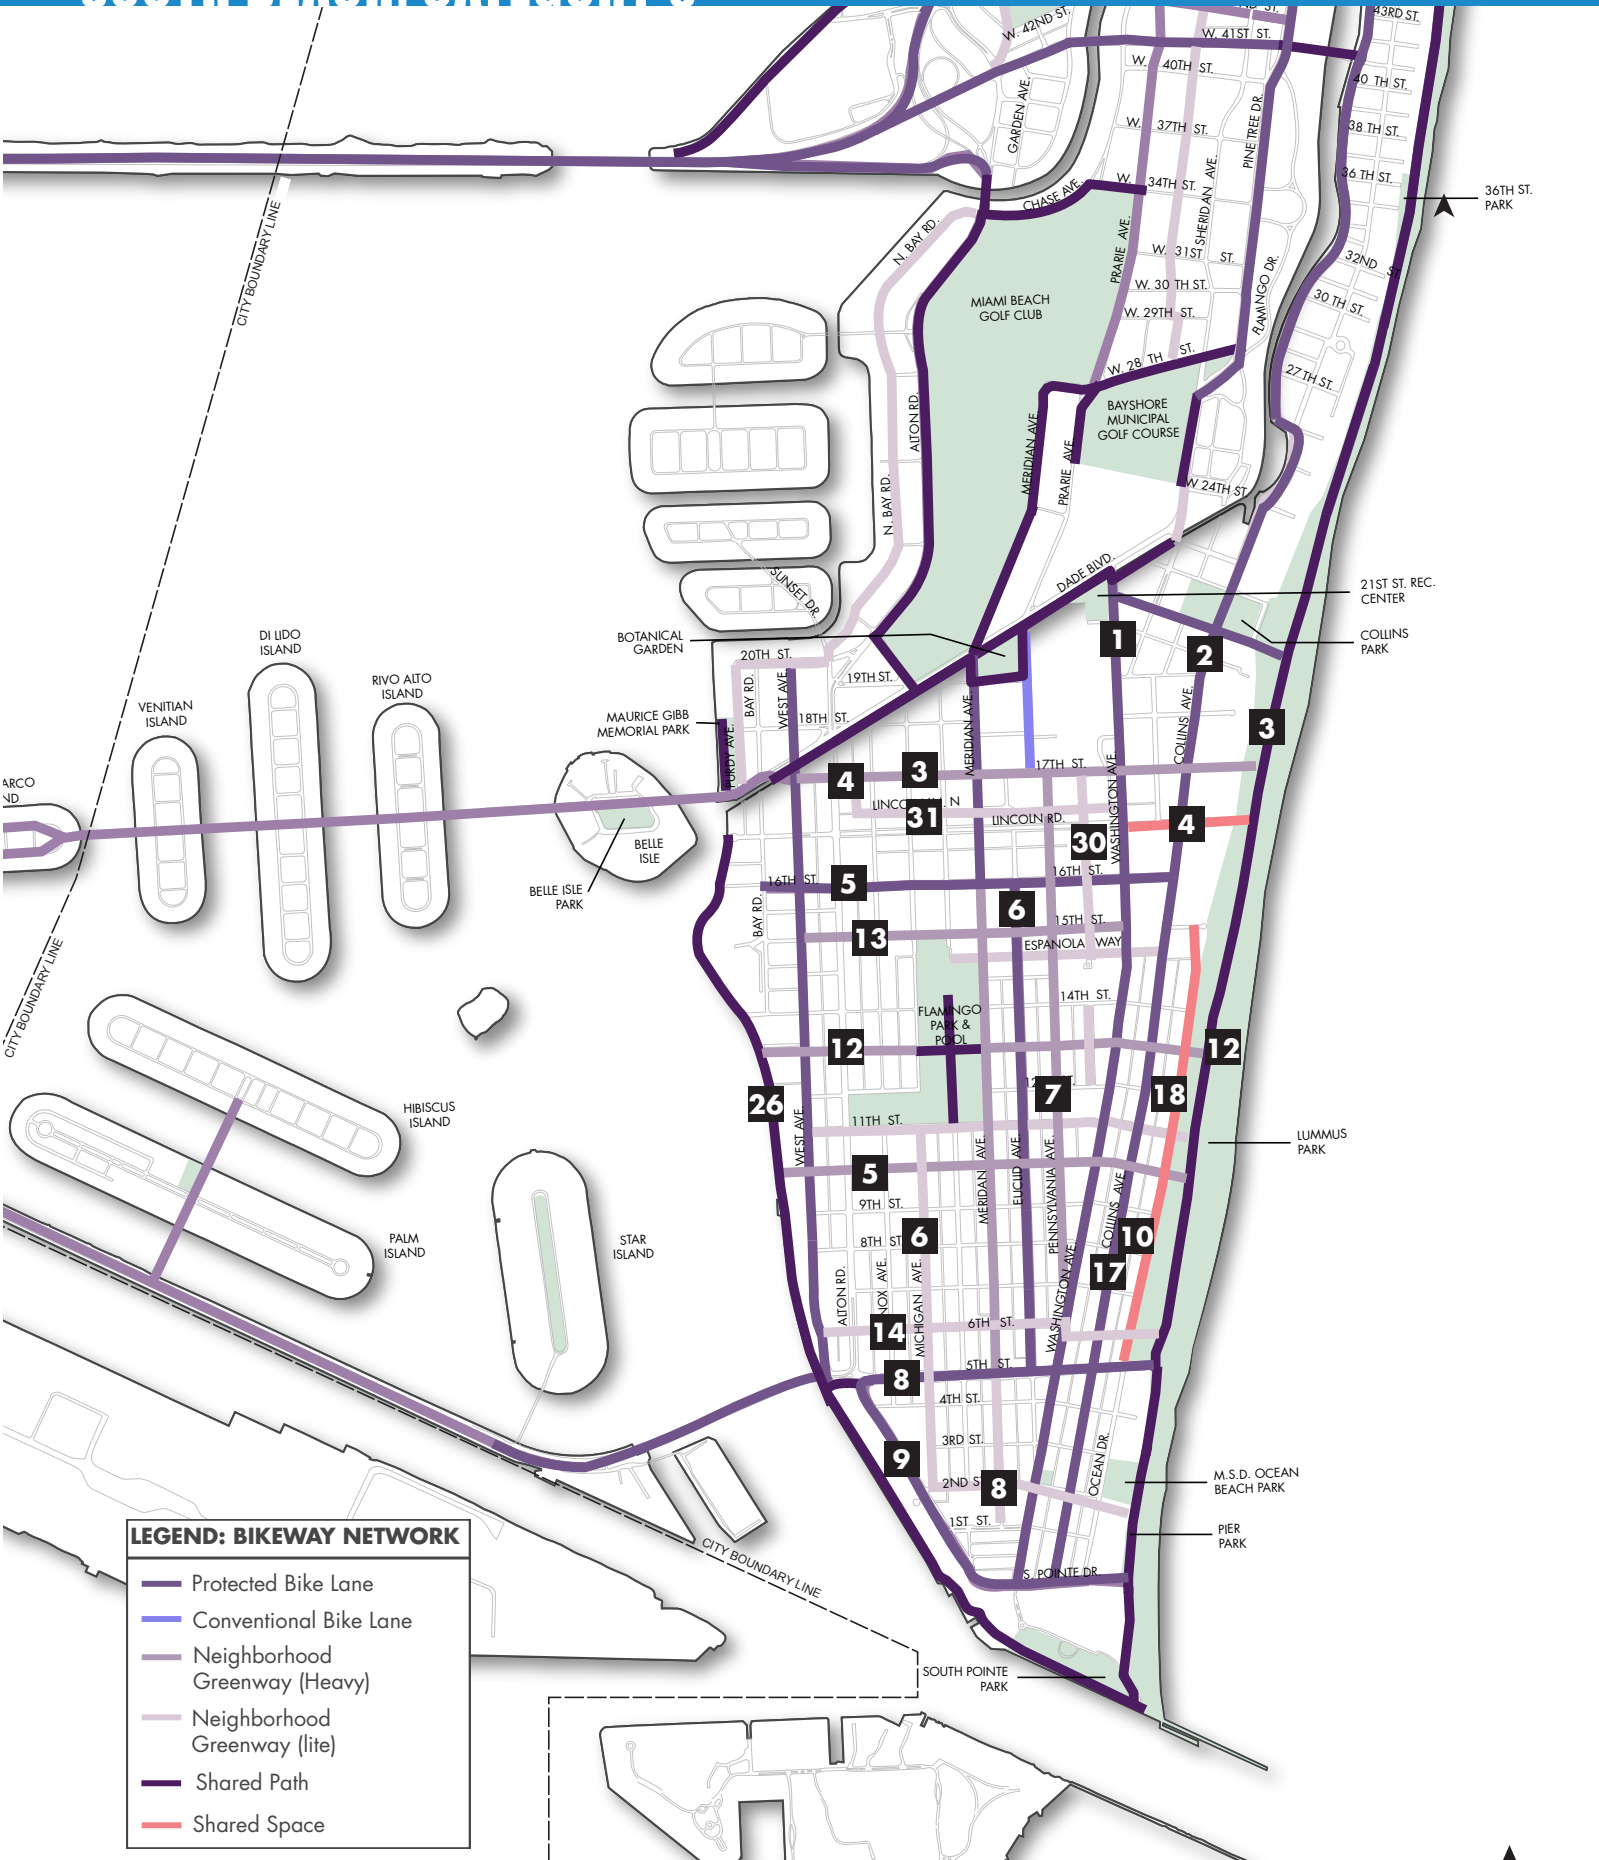 43RD ST.
W. 42ND ST.
W. 41ST ST.
W. 40TH ST.
40 TH ST.
GARDEN AVE.
PINE TREE DR.
W. 37TH ST.
38 TH ST.
36 TH ST.
36TH ST.
PARK
CHASE AVE.
W. 34TH ST.
SHERIDAN AVE.
PRARIE AVE.
N. BAY RD.
CITY BOUNDARY LINE
W. 31ST ST.
32ND ST
W. 30 TH ST.
30 TH ST.
FLAMINGO DR.
MIAMI BEACH
GOLF CLUB
W. 29TH ST.
W. 28 TH ST.
27TH ST.
BAYSHORE
MUNICIPAL
GOLF COURSE
ALTON RD.
MERIDIAN AVE.
PRARIE AVE
N. BAY RD.
W 24TH ST.
DADE BLVD.
SUNSET DR.
21ST ST. REC.
CENTER
COLLINS
PARK
BOTANICAL
GARDEN
1
2
20TH ST.
19TH ST.
DI LIDO
ISLAND
RIVO ALTO
ISLAND
VENITIAN
ISLAND
BAY RD.
WEST AVE.
18TH ST.
MAURICE GIBB
MEMORIAL PARK
PURDY AVE.
MERIDIAN AVE.
COLLINS AVE.
3
ARCO
ND
4
3
17TH ST.
WASHINGTON AVE.
LINCO N
31
LINCOLN RD.
30
4
BELLE
ISLE
BELLE ISLE
PARK
16TH ST.
5
16TH ST.
6
BAY RD.
13
15TH ST.
ESPANOLA WAY
CITY BOUNDARY LINE
14TH ST.
FLAMINGO
PARK &
POOL
12
12
26
12 T.
7
18
HIBISCUS
ISLAND
11TH ST.
LUMMUS
PARK
WEST AVE.
MERIDAN AVE.
EUCLID AVE.
PENNSYLVANIA AVE.
COLLINS AVE
5
9TH ST.
PALM
ISLAND
STAR
ISLAND
8TH ST
6
10
17
ALTON RD.
NOX AVE.
MICHIGAN AVE.
WASHINGTON AVE.
14
6TH ST.
8
5TH ST.
4TH ST.
9
3RD ST.
OCEAN DR.
2ND S
8
M.S.D. OCEAN
BEACH PARK
1ST ST.
PIER
PARK
CITY BOUNDARY LINE
S. POINTE DR.
SOUTH POINTE
PARK
LEGEND: BIKEWAY NETWORK
Protected Bike Lane
Conventional Bike Lane
Neighborhood
Greenway (Heavy)
Neighborhood
Greenway (lite)
Shared Path
Shared Space